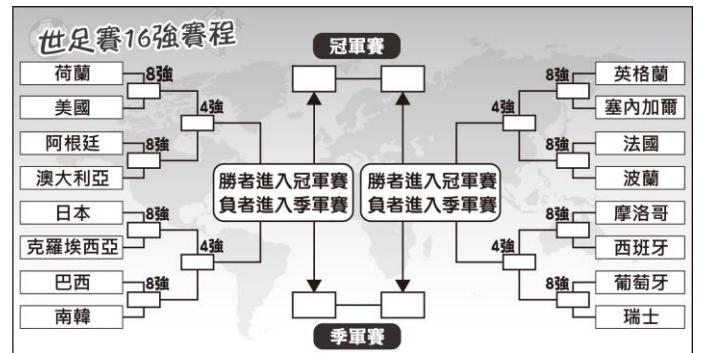 世足賽16強賽程
冠軍賽
荷蘭
8強
美國
4強
阿根廷
8強
澳大利亞
日本
8強
克羅埃西亞
4強
巴西
8強
南韓
勝者進入冠軍賽
負者進入季軍賽
勝者進入冠軍賽
負者進入季軍賽
英格蘭
8強
塞內加爾
4強
法國
8強
波蘭
摩洛哥
8強
西班牙
4強
葡萄牙
8強
瑞士
季軍賽